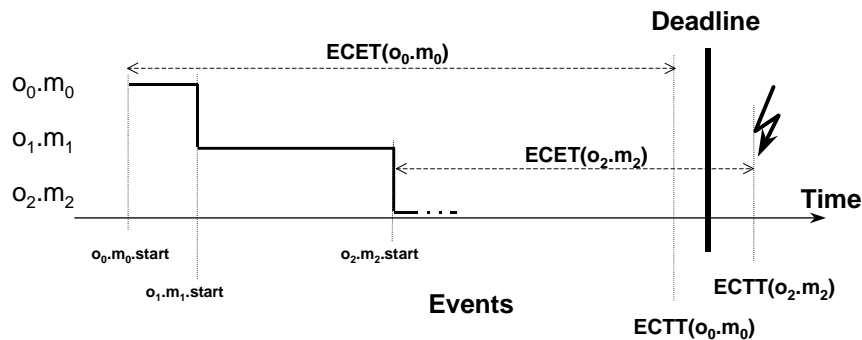 Deadline
ECET(o₀.m₀)
o₀.m₀
o₁.m₁
ECET(o₂.m₂)
o₂.m₂
Time
o₀.m₀.start
o₂.m₂.start
o₁.m₁.start
ECTT(o₂.m₂)
Events
ECTT(o₀.m₀)